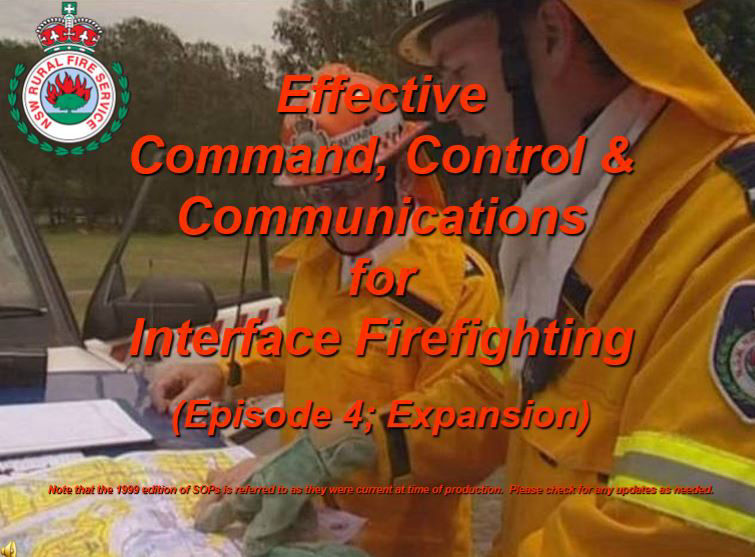 NSW RURAL FIRE SERVICE
Effective
Command, Control &
Communications
for
Interface Firefighting
(Episode 4; Expansion)
CAPTAIN
Note that the 1999 edition of SOPs is referred to as they were current at time of production. Please check for any updates as needed.